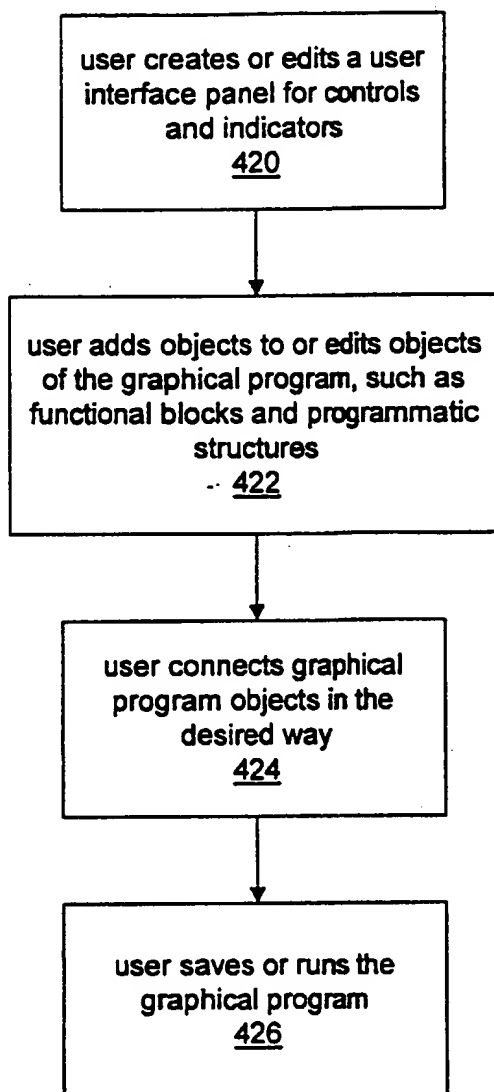 user creates or edits a user
interface panel for controls
and indicators
420
user adds objects to or edits objects
of the graphical program, such as
functional blocks and programmatic
structures
422
user connects graphical
program objects in the
desired way
424
user saves or runs the
graphical program
426